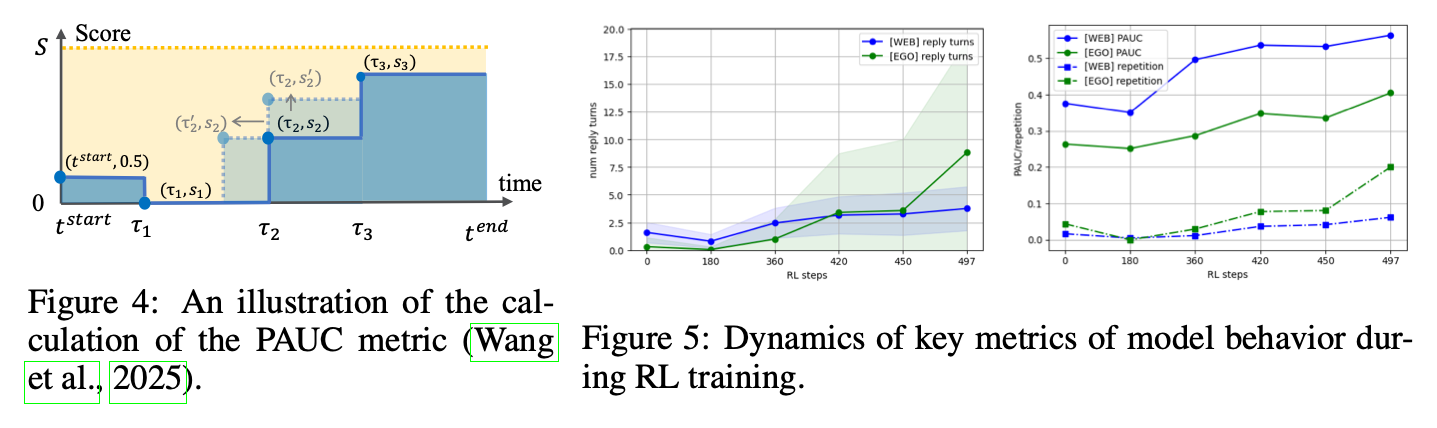 Score
S
(τ₃, s₃)
(τ₂, s₂′)
(τ₂′, s₂)
(τ₂, s₂)
(tˢᵗᵃʳᵗ, 0.5)
(τ₁, s₁)
time
0
tˢᵗᵃʳᵗ τ₁ τ₂ τ₃ tᵉⁿᵈ
Figure 4: An illustration of the cal-
culation of the PAUC metric (Wang
et al., 2025).
[WEB] reply turns
[EGO] reply turns
num reply turns
20.0
17.5
15.0
12.5
10.0
7.5
5.0
2.5
0.0
0 180 360 420 450 497
RL steps
[WEB] PAUC
[EGO] PAUC
[WEB] repetition
[EGO] repetition
PAUC/repetition
0.5
0.4
0.3
0.2
0.1
0.0
0 180 360 420 450 497
RL steps
Figure 5: Dynamics of key metrics of model behavior dur-
ing RL training.